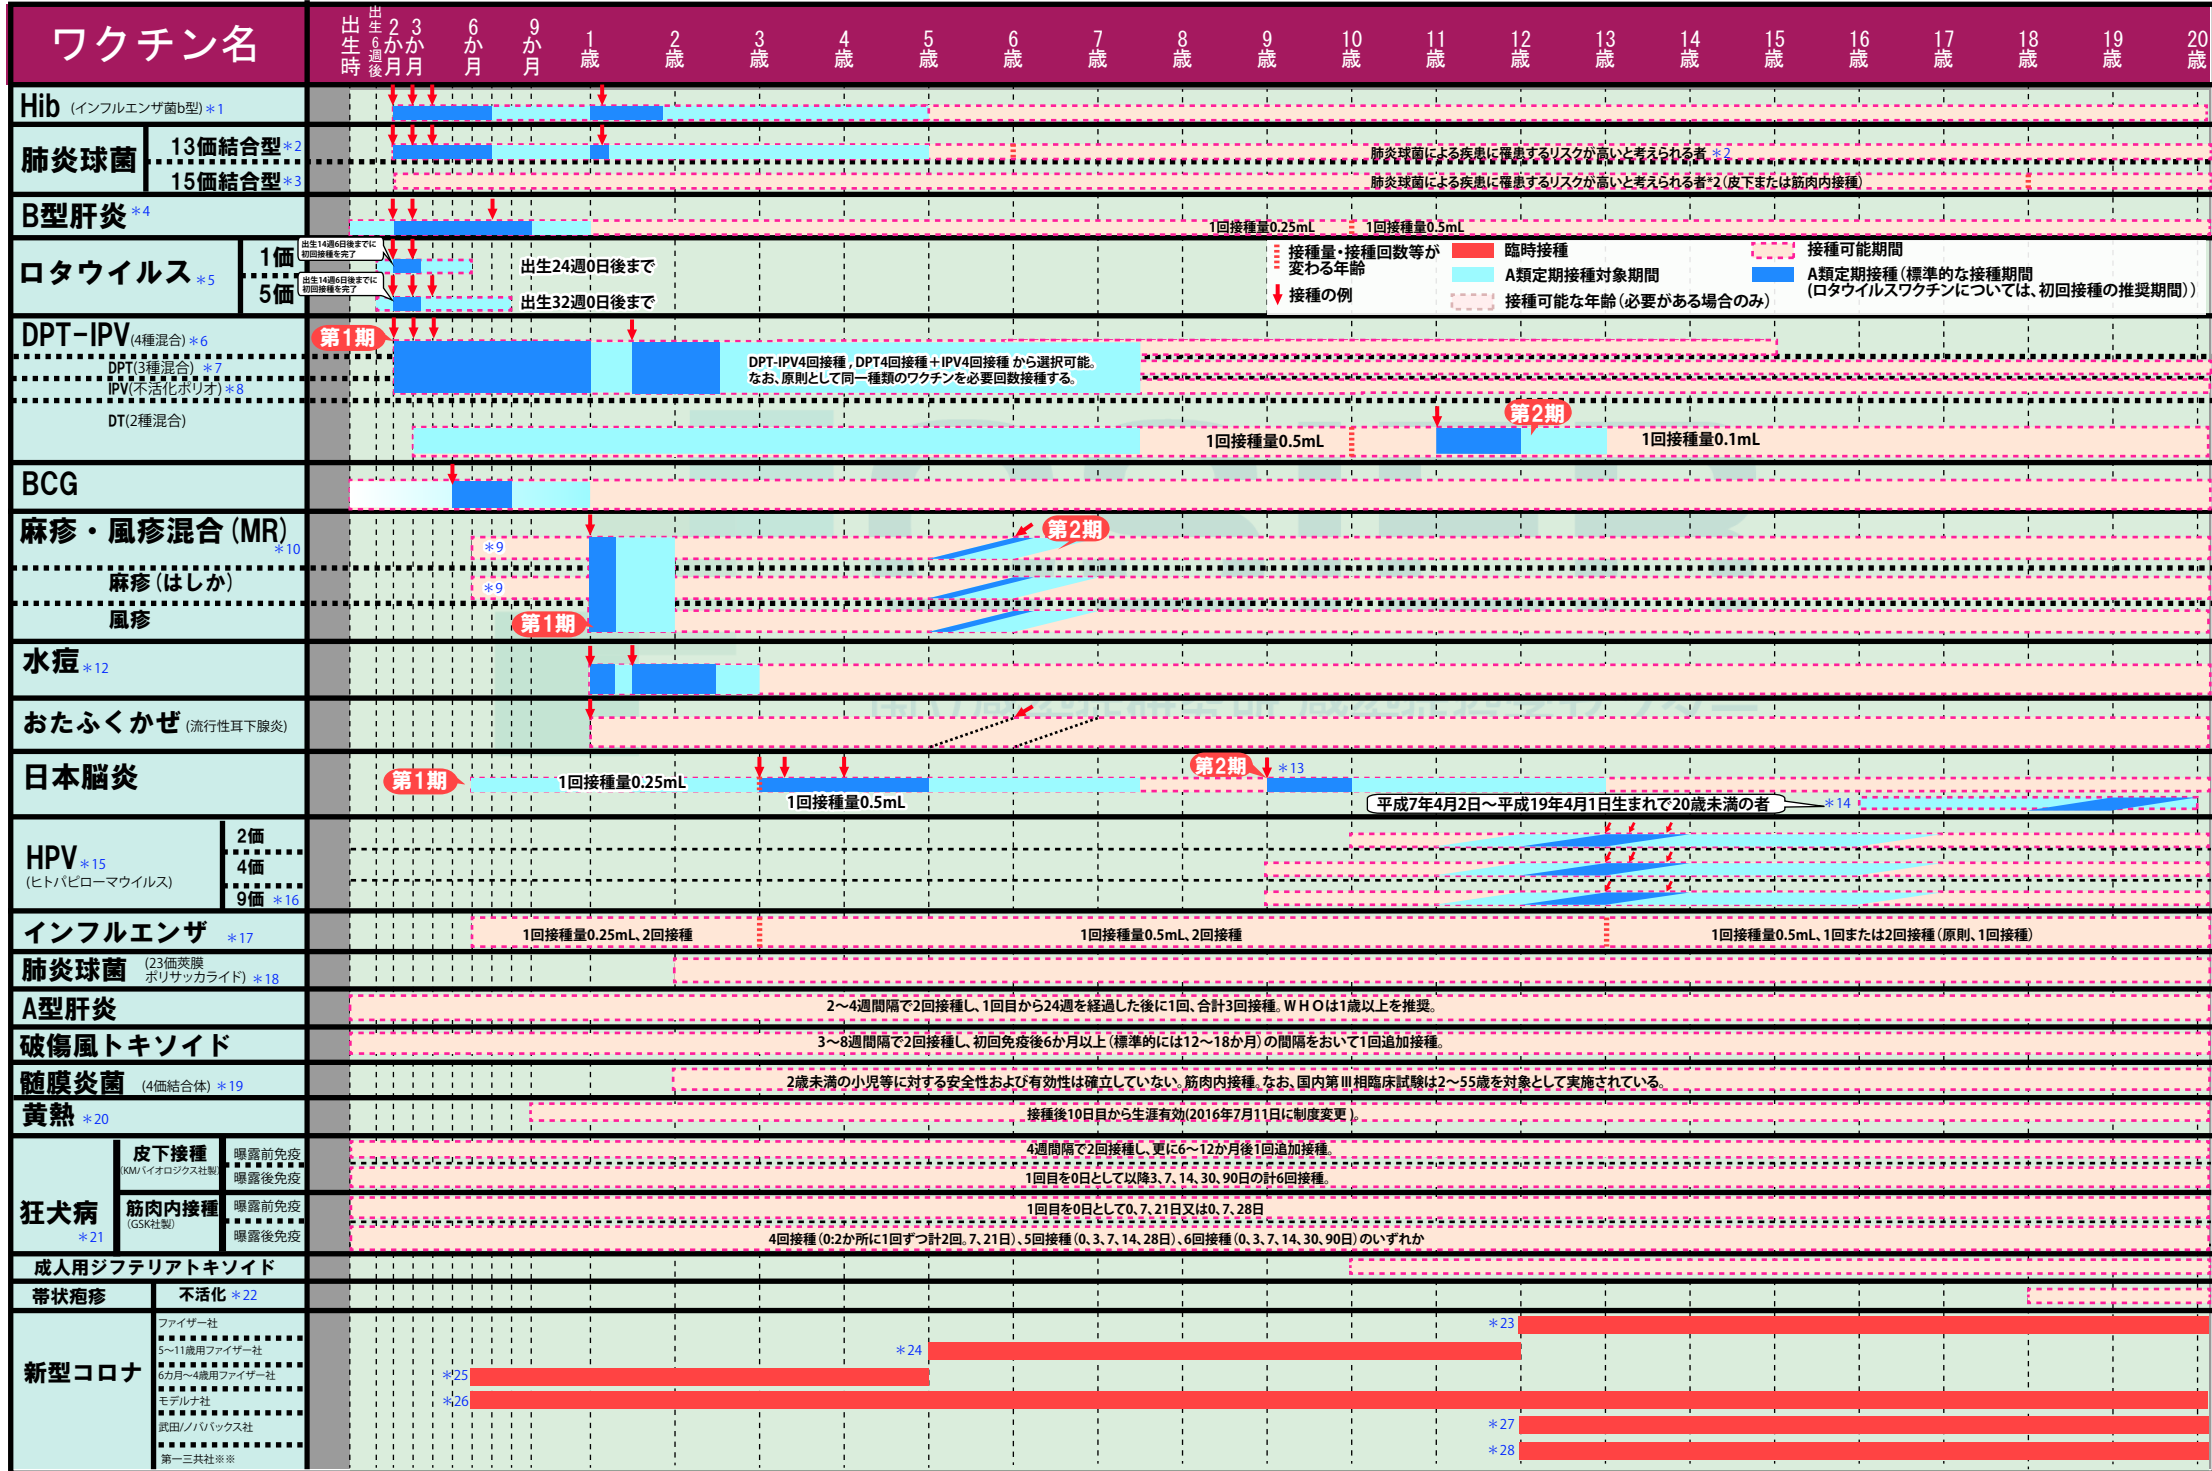 ワクチン名
出生時
出生6週後
2か月
3か月
6か月
9か月
1歳
2歳
3歳
4歳
5歳
6歳
7歳
8歳
9歳
10歳
11歳
12歳
13歳
14歳
15歳
16歳
17歳
18歳
19歳
20歳
Hib (インフルエンザ菌b型) *1
肺炎球菌
13価結合型*2
肺炎球菌による疾患に罹患するリスクが高いと考えられる者 *2
15価結合型*3
肺炎球菌による疾患に罹患するリスクが高いと考えられる者*2(皮下または筋肉内接種)
B型肝炎 *4
1回接種量0.25mL
1回接種量0.5mL
ロタウイルス *5
1価
出生14週6日後までに
初回接種を完了
出生24週0日後まで
5価
出生14週6日後までに
初回接種を完了
出生32週0日後まで
接種量・接種回数等が
変わる年齢
接種の例
臨時接種
A類定期接種対象期間
接種可能な年齢(必要がある場合のみ)
接種可能期間
A類定期接種(標準的な接種期間
(ロタウイルスワクチンについては、初回接種の推奨期間))
DPT-IPV(4種混合) *6
第1期
DPT(3種混合) *7
IPV(不活化ポリオ) *8
DPT-IPV4回接種, DPT4回接種+IPV4回接種 から選択可能。
なお、原則として同一種類のワクチンを必要回数接種する。
DT(2種混合)
1回接種量0.5mL
第2期
1回接種量0.1mL
BCG
麻疹・風疹混合(MR)
*10
*9
第2期
麻疹(はしか)
*9
風疹
第1期
水痘 *12
おたふくかぜ (流行性耳下腺炎)
日本脳炎
第1期
1回接種量0.25mL
1回接種量0.5mL
第2期
*13
平成7年4月2日〜平成19年4月1日生まれで20歳未満の者
*14
HPV *15
(ヒトパピローマウイルス)
2価
4価
9価 *16
インフルエンザ *17
1回接種量0.25mL、2回接種
1回接種量0.5mL、2回接種
1回接種量0.5mL、1回または2回接種(原則、1回接種)
肺炎球菌 (23価莢膜
ポリサッカライド) *18
A型肝炎
2〜4週間隔で2回接種し、1回目から24週を経過した後に1回、合計3回接種。WHOは1歳以上を推奨。
破傷風トキソイド
3〜8週間隔で2回接種し、初回免疫後6か月以上(標準的には12〜18か月)の間隔をおいて1回追加接種。
髄膜炎菌 (4価結合体) *19
2歳未満の小児等に対する安全性および有効性は確立していない。筋肉内接種。なお、国内第Ⅲ相臨床試験は2〜55歳を対象として実施されている。
黄熱 *20
接種後10日目から生涯有効(2016年7月11日に制度変更)。
狂犬病
*21
皮下接種
(KMバイオロジクス社製)
曝露前免疫
4週間隔で2回接種し、更に6〜12か月後1回追加接種。
曝露後免疫
1回目を0日として以降3、7、14、30、90日の計6回接種。
筋肉内接種
(GSK社製)
曝露前免疫
1回目を0日として0、7、21日又は0、7、28日
曝露後免疫
4回接種(0:2か所に1回ずつ計2回。7、21日)、5回接種(0、3、7、14、28日)、6回接種(0、3、7、14、30、90日)のいずれか
成人用ジフテリアトキソイド
帯状疱疹
不活化 *22
新型コロナ
ファイザー社
*23
5〜11歳用ファイザー社
*24
6カ月〜4歳用ファイザー社
*25
モデルナ社
*26
武田/ノババックス社
*27
第一三共社※※
*28